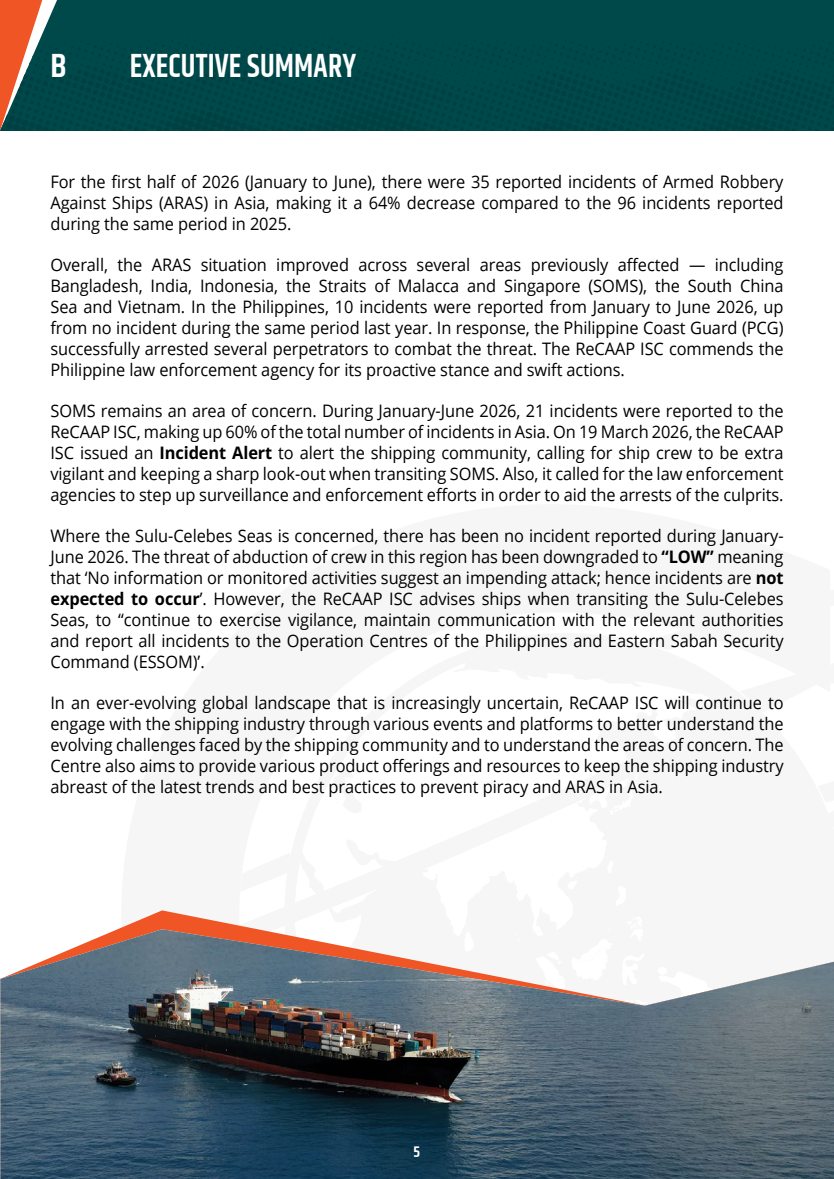 B EXECUTIVE SUMMARY
For the first half of 2026 (January to June), there were 35 reported incidents of Armed Robbery
Against Ships (ARAS) in Asia, making it a 64% decrease compared to the 96 incidents reported
during the same period in 2025.
Overall, the ARAS situation improved across several areas previously affected — including
Bangladesh, India, Indonesia, the Straits of Malacca and Singapore (SOMS), the South China
Sea and Vietnam. In the Philippines, 10 incidents were reported from January to June 2026, up
from no incident during the same period last year. In response, the Philippine Coast Guard (PCG)
successfully arrested several perpetrators to combat the threat. The ReCAAP ISC commends the
Philippine law enforcement agency for its proactive stance and swift actions.
SOMS remains an area of concern. During January-June 2026, 21 incidents were reported to the
ReCAAP ISC, making up 60% of the total number of incidents in Asia. On 19 March 2026, the ReCAAP
ISC issued an Incident Alert to alert the shipping community, calling for ship crew to be extra
vigilant and keeping a sharp look-out when transiting SOMS. Also, it called for the law enforcement
agencies to step up surveillance and enforcement efforts in order to aid the arrests of the culprits.
Where the Sulu-Celebes Seas is concerned, there has been no incident reported during January-
June 2026. The threat of abduction of crew in this region has been downgraded to “LOW” meaning
that ‘No information or monitored activities suggest an impending attack; hence incidents are not
expected to occur’. However, the ReCAAP ISC advises ships when transiting the Sulu-Celebes
Seas, to “continue to exercise vigilance, maintain communication with the relevant authorities
and report all incidents to the Operation Centres of the Philippines and Eastern Sabah Security
Command (ESSOM)’.
In an ever-evolving global landscape that is increasingly uncertain, ReCAAP ISC will continue to
engage with the shipping industry through various events and platforms to better understand the
evolving challenges faced by the shipping community and to understand the areas of concern. The
Centre also aims to provide various product offerings and resources to keep the shipping industry
abreast of the latest trends and best practices to prevent piracy and ARAS in Asia.
5